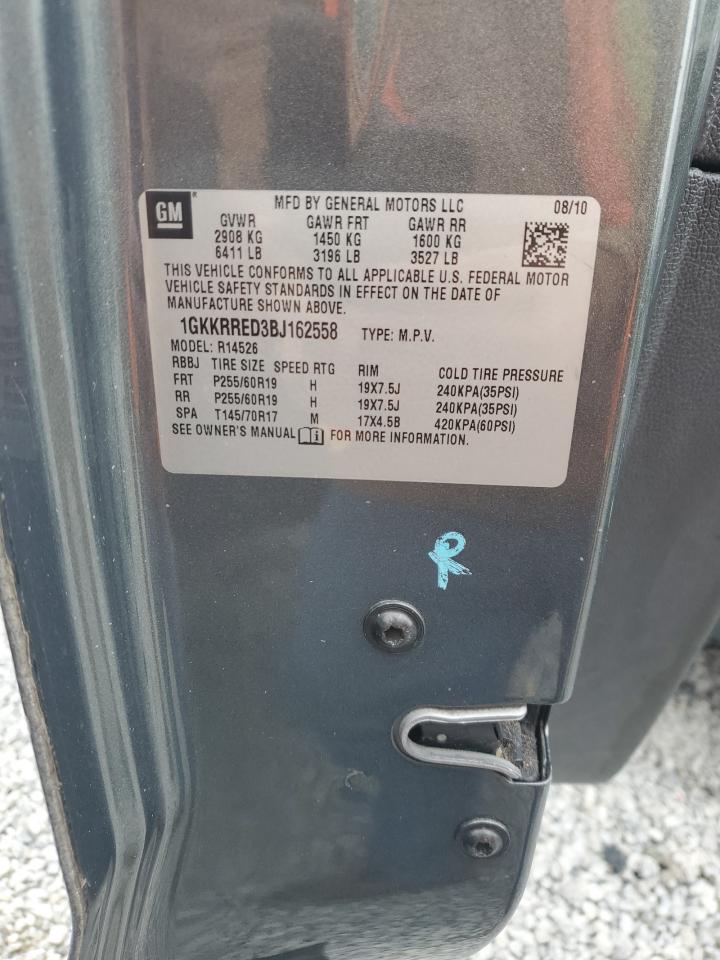 GM ® MFD BY GENERAL MOTORS LLC 08/10
GVWR GAWR FRT GAWR RR
2908 KG 1450 KG 1600 KG
6411 LB 3196 LB 3527 LB
THIS VEHICLE CONFORMS TO ALL APPLICABLE U.S. FEDERAL MOTOR
VEHICLE SAFETY STANDARDS IN EFFECT ON THE DATE OF
MANUFACTURE SHOWN ABOVE.
1GKKRRED3BJ162558 TYPE: M.P.V.
MODEL: R14526
RBBJ TIRE SIZE SPEED RTG RIM COLD TIRE PRESSURE
FRT P255/60R19 H 19X7.5J 240KPA(35PSI)
RR P255/60R19 H 19X7.5J 240KPA(35PSI)
SPA T145/70R17 M 17X4.5B 420KPA(60PSI)
SEE OWNER'S MANUAL i FOR MORE INFORMATION.